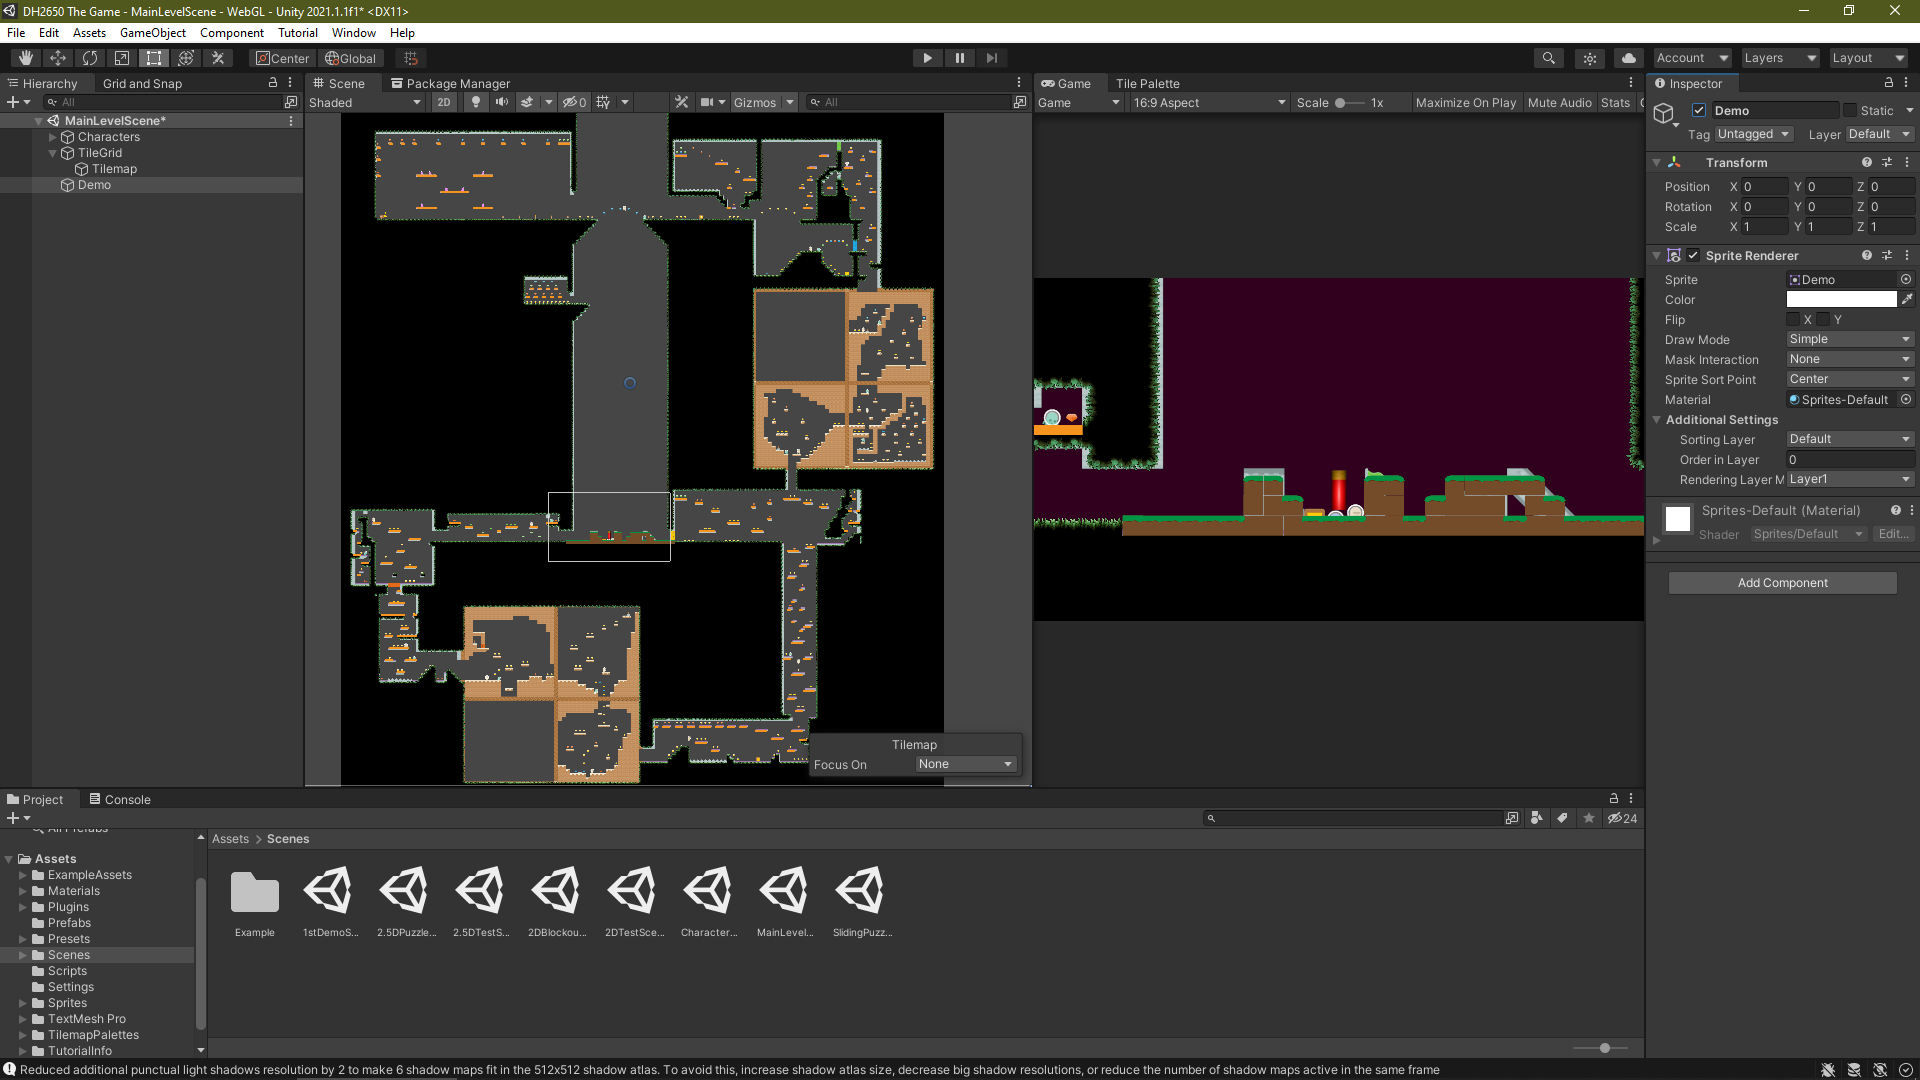 DH2650 The Game - MainLevelScene - WebGL - Unity 2021.1.1f1* <DX11>
File Edit Assets GameObject Component Tutorial Window Help
Center Global Account Layers Layout
Hierarchy Grid and Snap
All
MainLevelScene*
Characters
TileGrid
Tilemap
Demo
Scene Package Manager
Shaded 2D 0 Gizmos All
Tilemap
Focus On None
Game Tile Palette
Game 16:9 Aspect Scale 1x Maximize On Play Mute Audio Stats
Inspector
Demo Static
Tag Untagged Layer Default
Transform
Position X 0 Y 0 Z 0
Rotation X 0 Y 0 Z 0
Scale X 1 Y 1 Z 1
Sprite Renderer
Sprite Demo
Color
Flip X Y
Draw Mode Simple
Mask Interaction None
Sprite Sort Point Center
Material Sprites-Default
Additional Settings
Sorting Layer Default
Order in Layer 0
Rendering Layer M Layer1
Sprites-Default (Material)
Shader Sprites/Default Edit...
Add Component
Project Console
24
All Prefabs
Assets
ExampleAssets
Materials
Plugins
Prefabs
Presets
Scenes
Scripts
Settings
Sprites
TextMesh Pro
TilemapPalettes
TutorialInfo
Assets > Scenes
Example 1stDemoS... 2.5DPuzzle... 2.5DTestS... 2DBlockou... 2DTestSce... Character... MainLevel... SlidingPuzz...
Reduced additional punctual light shadows resolution by 2 to make 6 shadow maps fit in the 512x512 shadow atlas. To avoid this, increase shadow atlas size, decrease big shadow resolutions, or reduce the number of shadow maps active in the same frame